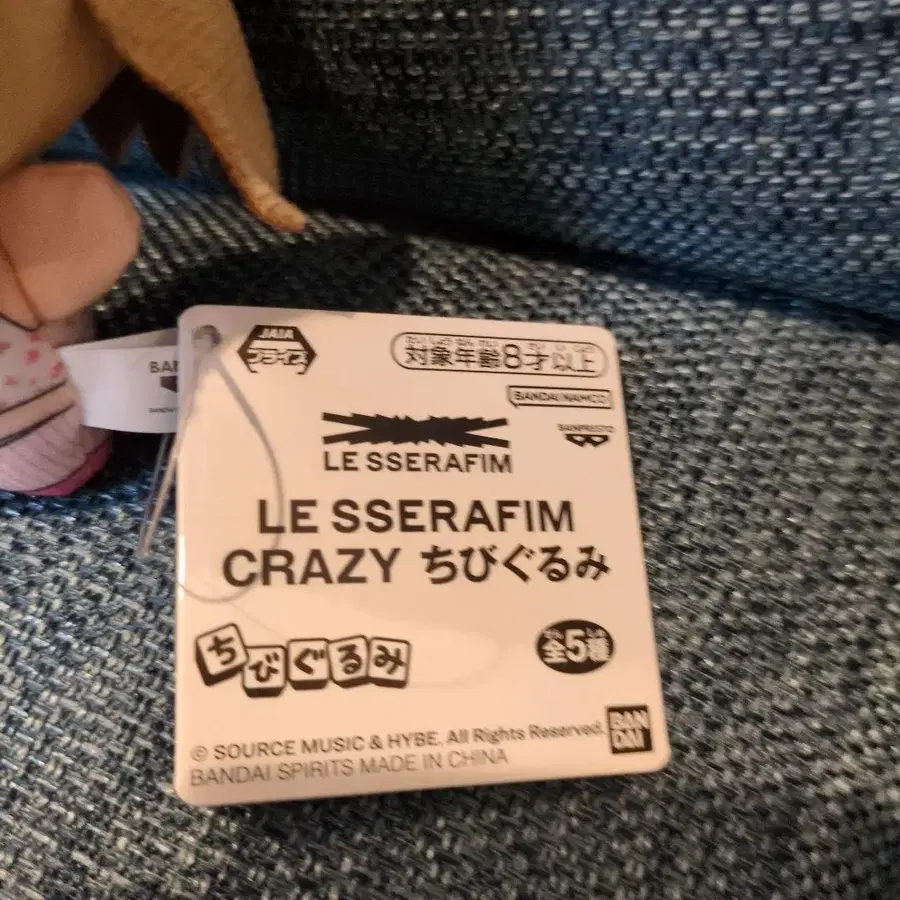 JAIA
プライズ
たいしょうねんれい さいいじょう
対象年齢8才以上
BANDAI NAMCO
BANPRESTO
LE SSERAFIM
LE SSERAFIM
CRAZY ちびぐるみ
ちびぐるみ
全5種
© SOURCE MUSIC & HYBE. All Rights Reserved.
BANDAI SPIRITS MADE IN CHINA
BAN
DAI